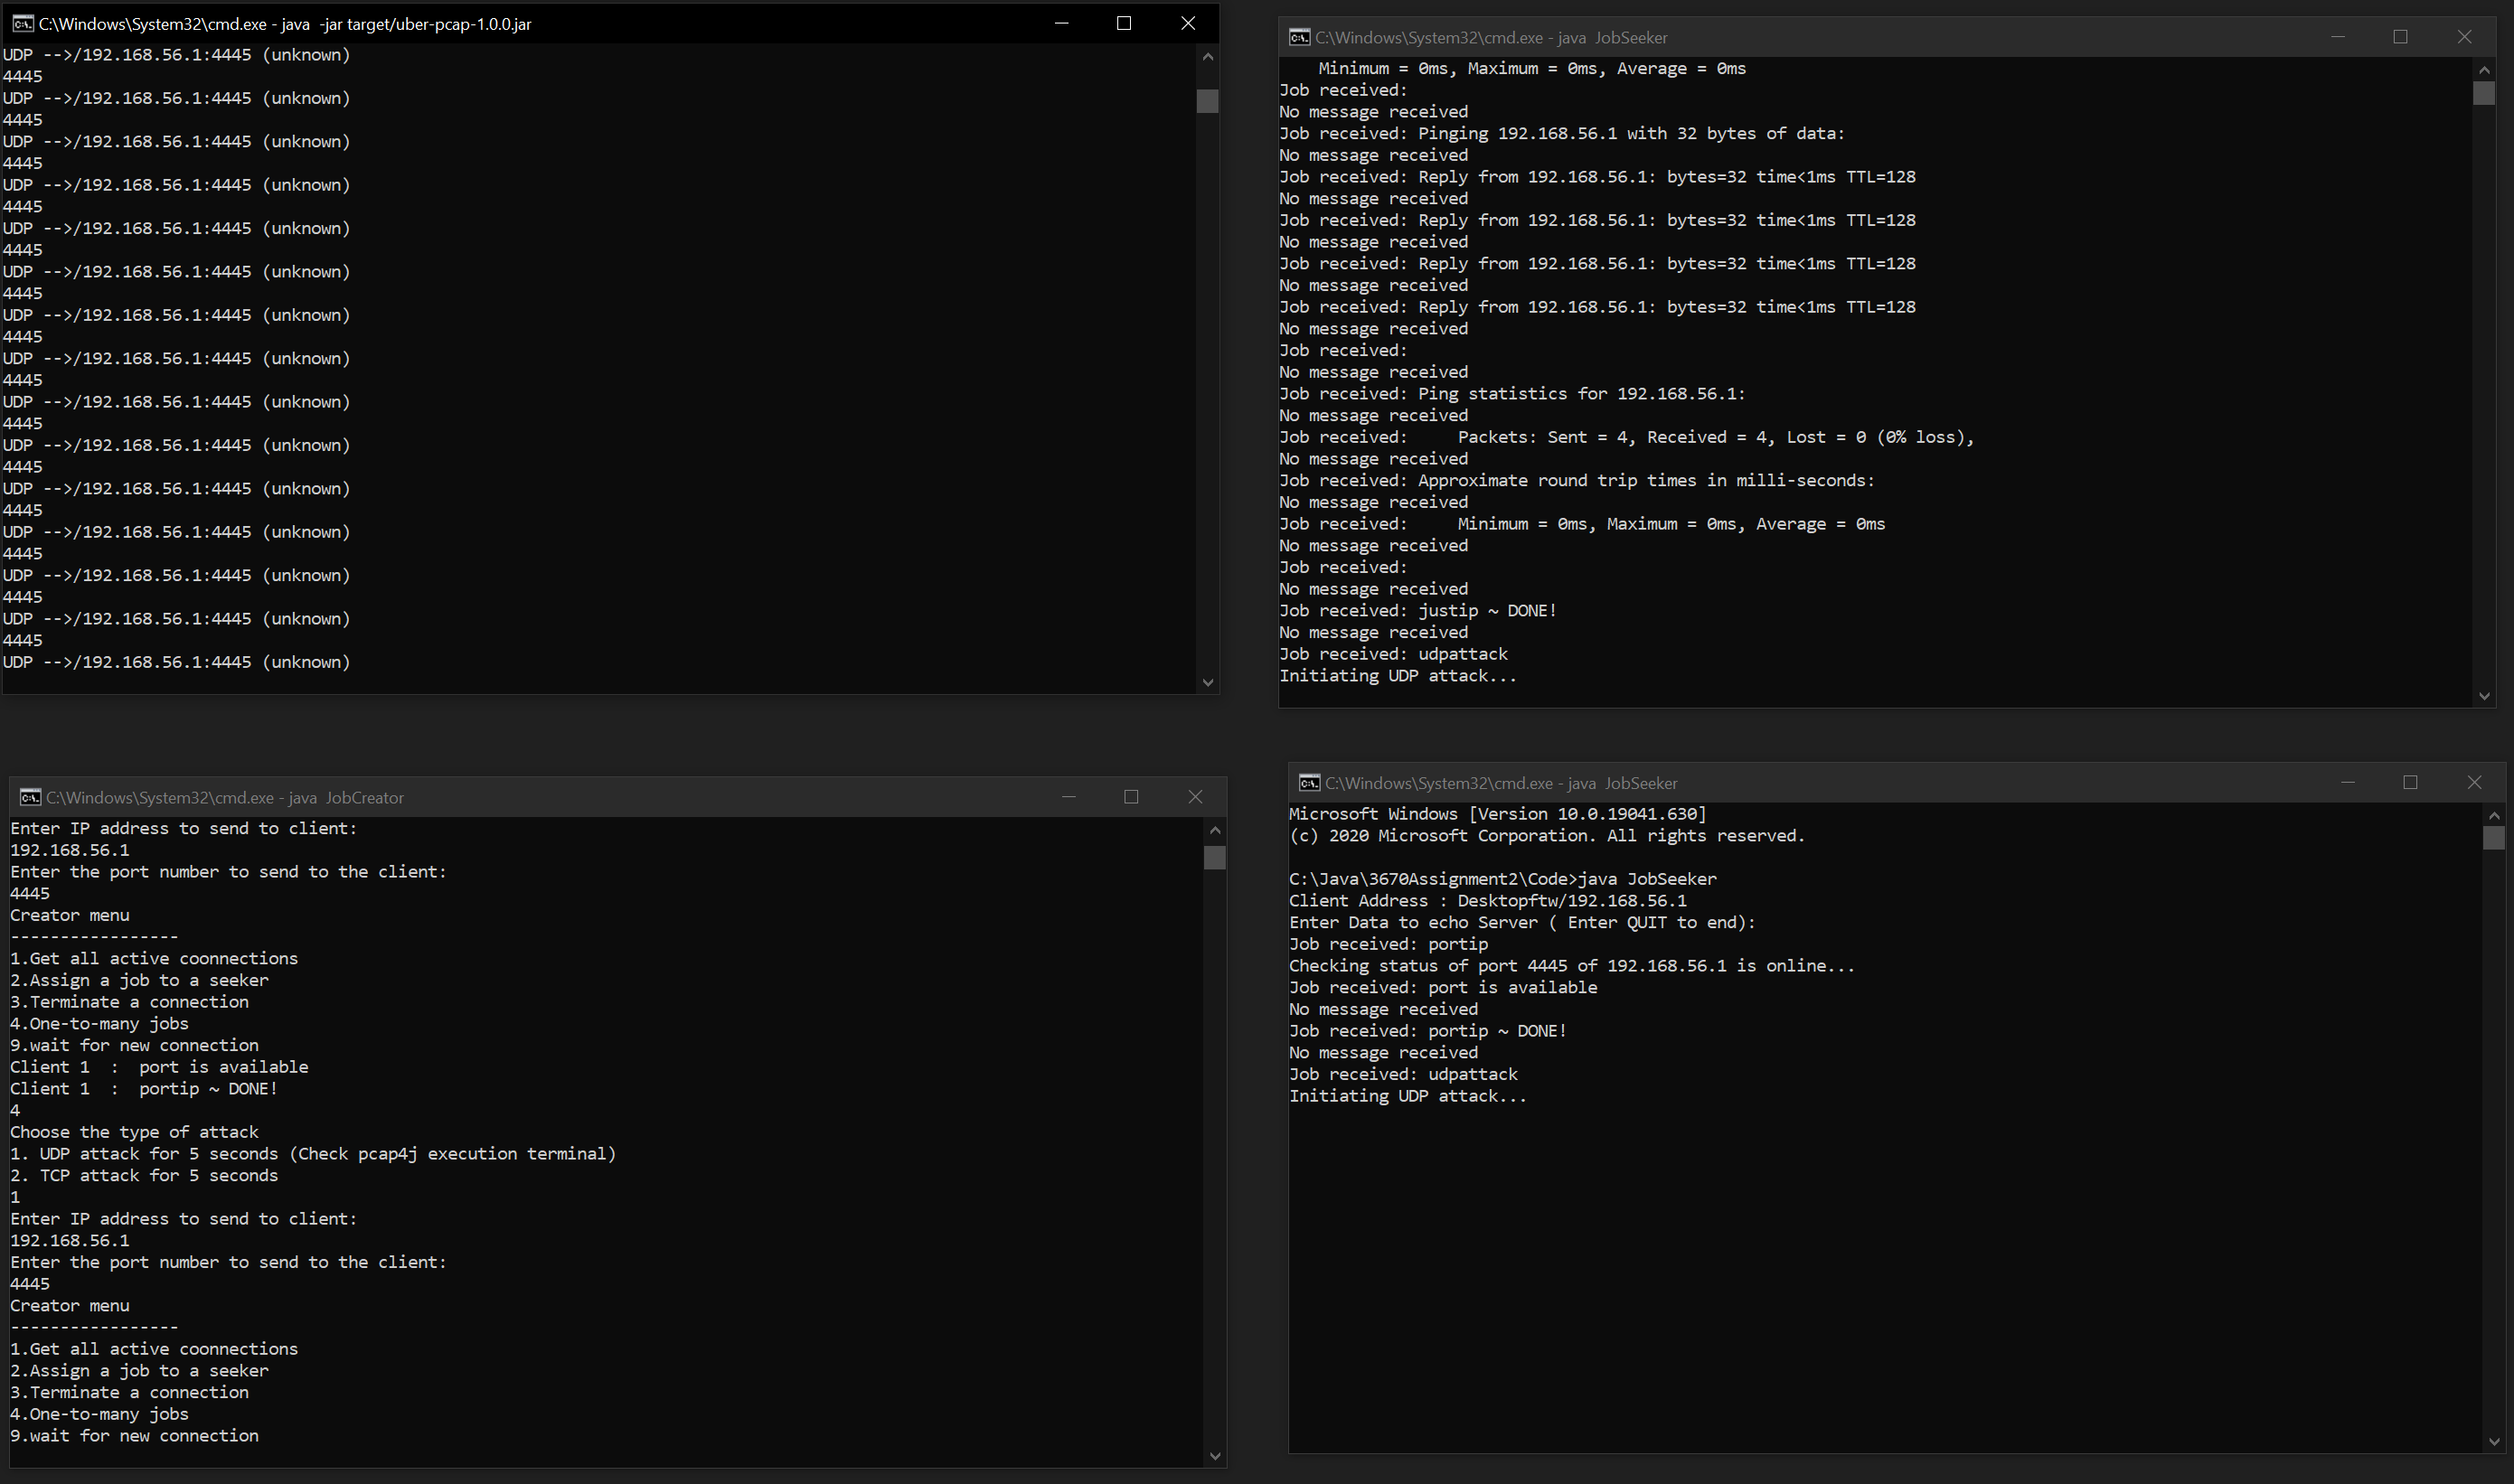 C:\Windows\System32\cmd.exe - java  -jar target/uber-pcap-1.0.0.jar
UDP -->/192.168.56.1:4445 (unknown)
4445
UDP -->/192.168.56.1:4445 (unknown)
4445
UDP -->/192.168.56.1:4445 (unknown)
4445
UDP -->/192.168.56.1:4445 (unknown)
4445
UDP -->/192.168.56.1:4445 (unknown)
4445
UDP -->/192.168.56.1:4445 (unknown)
4445
UDP -->/192.168.56.1:4445 (unknown)
4445
UDP -->/192.168.56.1:4445 (unknown)
4445
UDP -->/192.168.56.1:4445 (unknown)
4445
UDP -->/192.168.56.1:4445 (unknown)
4445
UDP -->/192.168.56.1:4445 (unknown)
4445
UDP -->/192.168.56.1:4445 (unknown)
4445
UDP -->/192.168.56.1:4445 (unknown)
4445
UDP -->/192.168.56.1:4445 (unknown)
4445
UDP -->/192.168.56.1:4445 (unknown)
C:\Windows\System32\cmd.exe - java  JobSeeker
    Minimum = 0ms, Maximum = 0ms, Average = 0ms
Job received:
No message received
Job received: Pinging 192.168.56.1 with 32 bytes of data:
No message received
Job received: Reply from 192.168.56.1: bytes=32 time<1ms TTL=128
No message received
Job received: Reply from 192.168.56.1: bytes=32 time<1ms TTL=128
No message received
Job received: Reply from 192.168.56.1: bytes=32 time<1ms TTL=128
No message received
Job received: Reply from 192.168.56.1: bytes=32 time<1ms TTL=128
No message received
Job received:
No message received
Job received: Ping statistics for 192.168.56.1:
No message received
Job received:     Packets: Sent = 4, Received = 4, Lost = 0 (0% loss),
No message received
Job received: Approximate round trip times in milli-seconds:
No message received
Job received:     Minimum = 0ms, Maximum = 0ms, Average = 0ms
No message received
Job received:
No message received
Job received: justip ~ DONE!
No message received
Job received: udpattack
Initiating UDP attack...
C:\Windows\System32\cmd.exe - java  JobCreator
Enter IP address to send to client:
192.168.56.1
Enter the port number to send to the client:
4445
Creator menu
-----------------
1.Get all active coonnections
2.Assign a job to a seeker
3.Terminate a connection
4.One-to-many jobs
9.wait for new connection
Client 1  :  port is available
Client 1  :  portip ~ DONE!
4
Choose the type of attack
1. UDP attack for 5 seconds (Check pcap4j execution terminal)
2. TCP attack for 5 seconds
1
Enter IP address to send to client:
192.168.56.1
Enter the port number to send to the client:
4445
Creator menu
-----------------
1.Get all active coonnections
2.Assign a job to a seeker
3.Terminate a connection
4.One-to-many jobs
9.wait for new connection
C:\Windows\System32\cmd.exe - java  JobSeeker
Microsoft Windows [Version 10.0.19041.630]
(c) 2020 Microsoft Corporation. All rights reserved.
C:\Java\3670Assignment2\Code>java JobSeeker
Client Address : Desktopftw/192.168.56.1
Enter Data to echo Server ( Enter QUIT to end):
Job received: portip
Checking status of port 4445 of 192.168.56.1 is online...
Job received: port is available
No message received
Job received: portip ~ DONE!
No message received
Job received: udpattack
Initiating UDP attack...